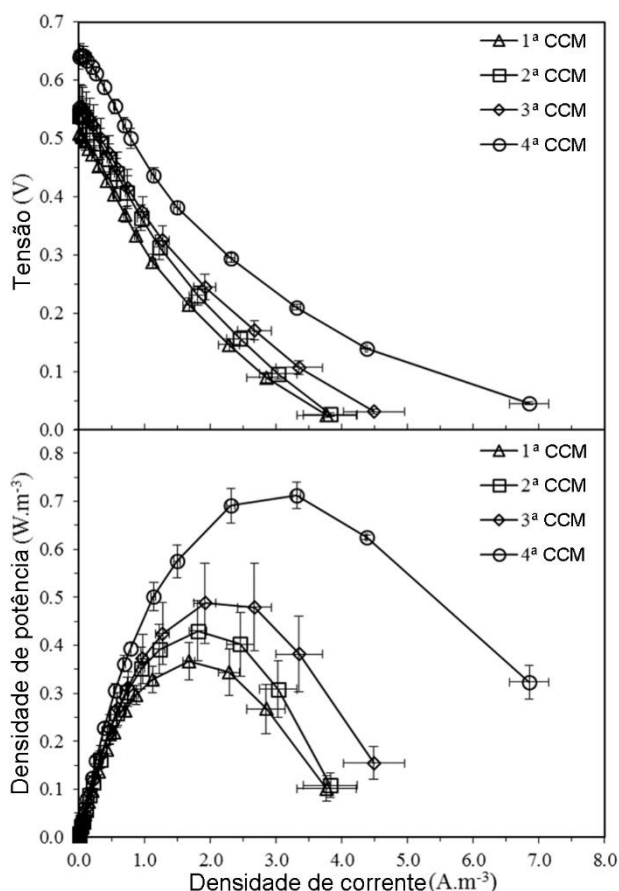 0.7
0.6
0.5
0.4
0.3
0.2
0.1
0.0
Tensão (V)
1ª CCM
2ª CCM
3ª CCM
4ª CCM
0.8
0.7
0.6
0.5
0.4
0.3
0.2
0.1
0.0
Densidade de potência (W.m⁻³)
1ª CCM
2ª CCM
3ª CCM
4ª CCM
0.0 1.0 2.0 3.0 4.0 5.0 6.0 7.0 8.0
Densidade de corrente (A.m⁻³)